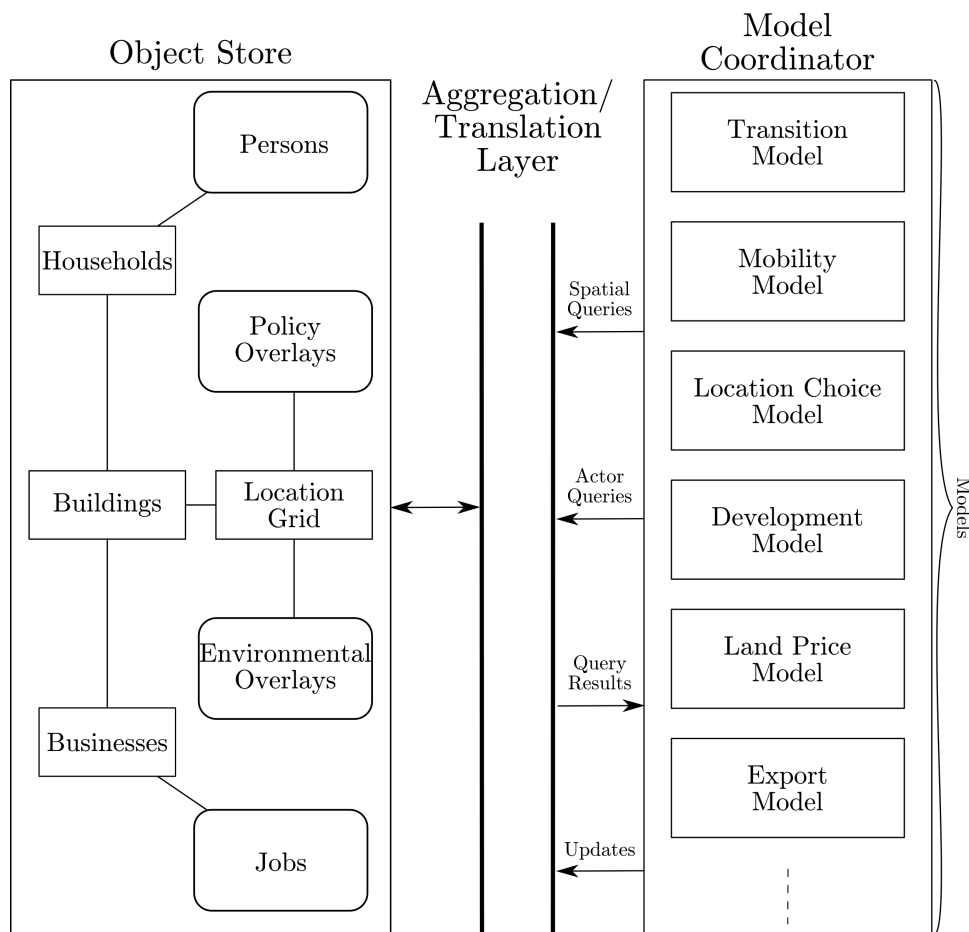 Object Store
Persons
Households
Policy
Overlays
Buildings
Location
Grid
Environmental
Overlays
Businesses
Jobs
Aggregation/
Translation
Layer
Spatial
Queries
Actor
Queries
Query
Results
Updates
Model
Coordinator
Transition
Model
Mobility
Model
Location Choice
Model
Development
Model
Land Price
Model
Export
Model
Models